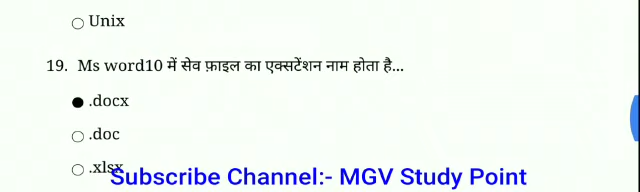 Unix
19. Ms word10 में सेव फ़ाइल का एक्सटेंशन नाम होता है...
.docx
.doc
.xlsx
Subscribe Channel:- MGV Study Point